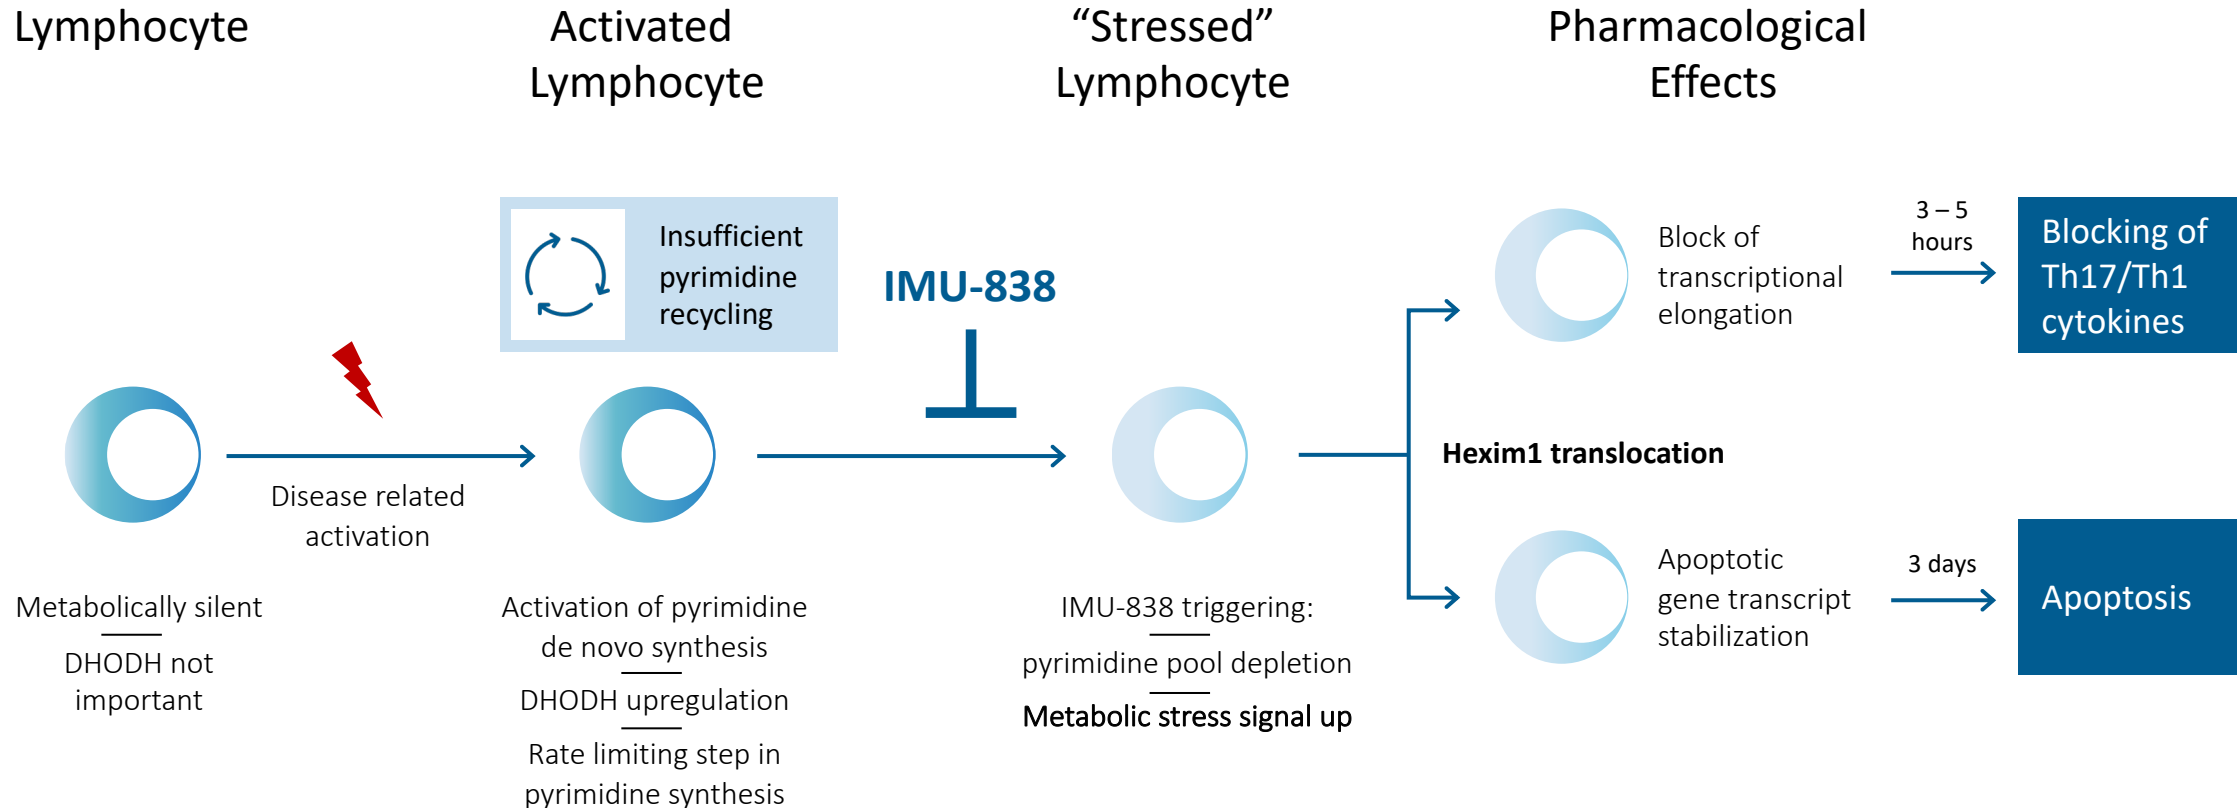 Lymphocyte
Activated
Lymphocyte
“Stressed”
Lymphocyte
Pharmacological
Effects
Insufficient
pyrimidine
recycling
IMU-838
Disease related
activation
Metabolically silent
DHODH not
important
Activation of pyrimidine
de novo synthesis
DHODH upregulation
Rate limiting step in
pyrimidine synthesis
IMU-838 triggering:
pyrimidine pool depletion
Metabolic stress signal up
Hexim1 translocation
Block of
transcriptional
elongation
3 – 5
hours
Blocking of
Th17/Th1
cytokines
Apoptotic
gene transcript
stabilization
3 days
Apoptosis